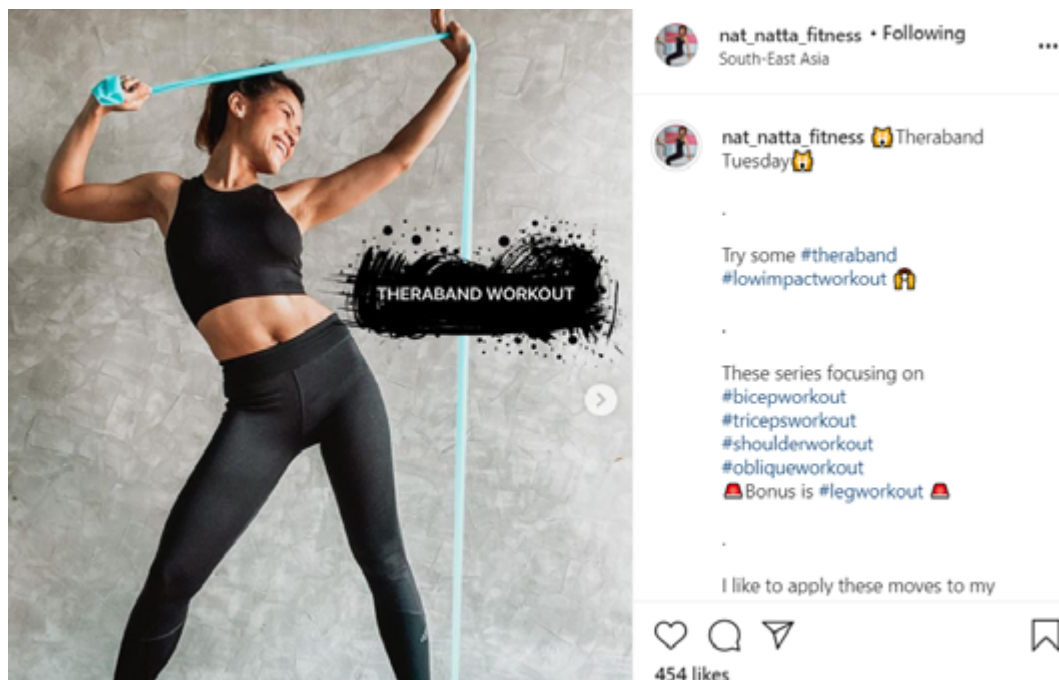 THERABAND WORKOUT
nat_natta_fitness • Following
South-East Asia
nat_natta_fitness 🙀Theraband
Tuesday🙀
.
Try some #theraband
#lowimpactworkout 🙌
.
These series focusing on
#bicepworkout
#tricepsworkout
#shoulderworkout
#obliqueworkout
🚨Bonus is #legworkout 🚨
.
I like to apply these moves to my
454 likes